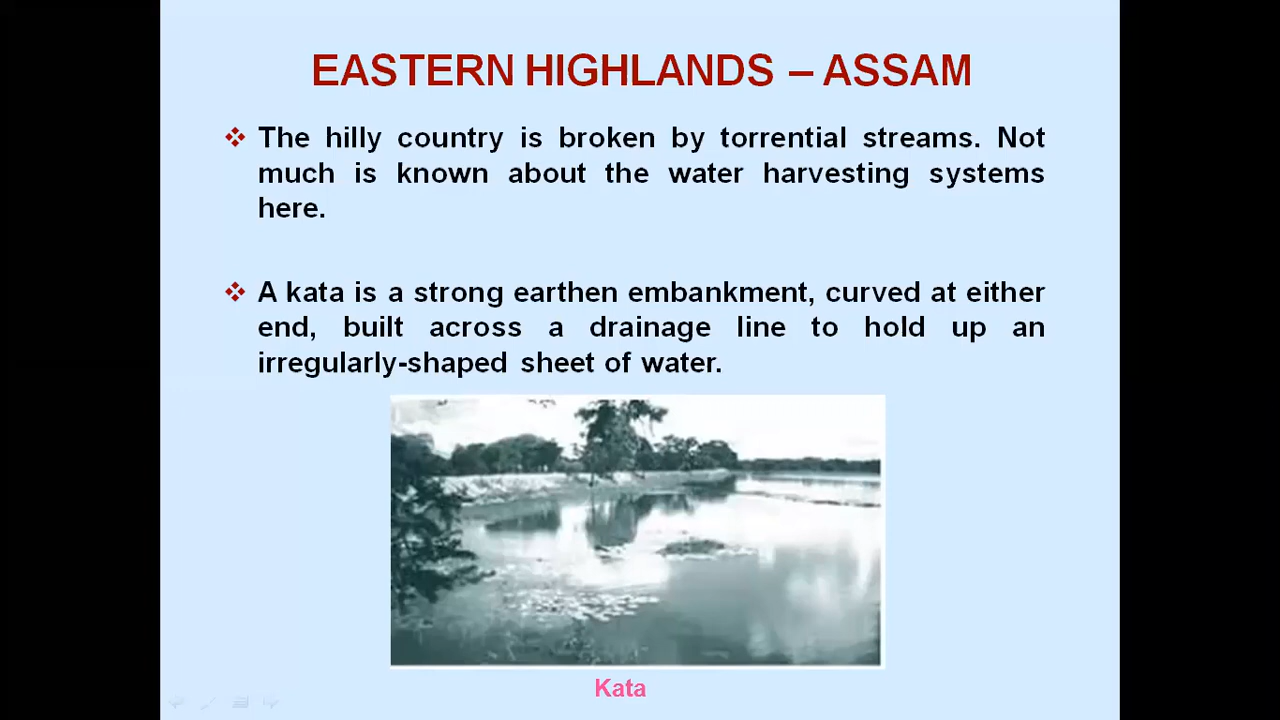 EASTERN HIGHLANDS – ASSAM
❖ The hilly country is broken by torrential streams. Not
much is known about the water harvesting systems
here.
❖ A kata is a strong earthen embankment, curved at either
end, built across a drainage line to hold up an
irregularly-shaped sheet of water.
Kata